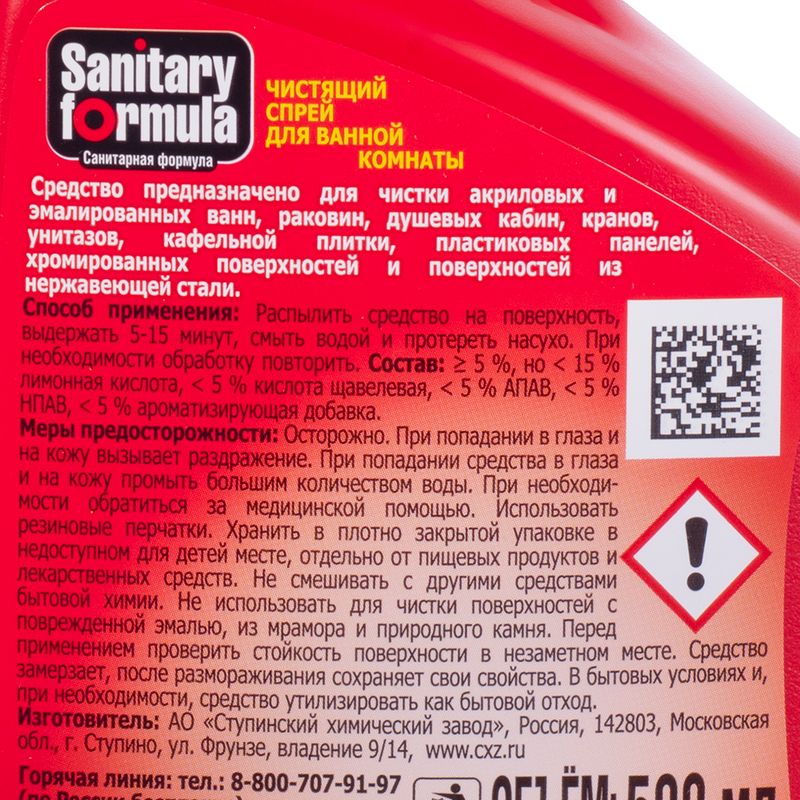 Sanitary
formula
Санитарная формула
ЧИСТЯЩИЙ
СПРЕЙ
ДЛЯ ВАННОЙ
КОМНАТЫ
Средство предназначено для чистки акриловых и
эмалированных ванн, раковин, душевых кабин, кранов,
унитазов, кафельной плитки, пластиковых панелей,
хромированных поверхностей и поверхностей из
нержавеющей стали.
Способ применения: Распылить средство на поверхность,
выдержать 5-15 минут, смыть водой и протереть насухо. При
необходимости обработку повторить. Состав: ≥ 5 %, но < 15 %
лимонная кислота, < 5 % кислота щавелевая, < 5 % АПАВ, < 5 %
НПАВ, < 5 % ароматизирующая добавка.
Меры предосторожности: Осторожно. При попадании в глаза и
на кожу вызывает раздражение. При попадании средства в глаза
и на кожу промыть большим количеством воды. При необходи-
мости обратиться за медицинской помощью. Использовать
резиновые перчатки. Хранить в плотно закрытой упаковке в
недоступном для детей месте, отдельно от пищевых продуктов и
лекарственных средств. Не смешивать с другими средствами
бытовой химии. Не использовать для чистки поверхностей с
поврежденной эмалью, из мрамора и природного камня. Перед
применением проверить стойкость поверхности в незаметном месте. Средство
замерзает, после размораживания сохраняет свои свойства. В бытовых условиях и,
при необходимости, средство утилизировать как бытовой отход.
Изготовитель: АО «Ступинский химический завод», Россия, 142803, Московская
обл., г. Ступино, ул. Фрунзе, владение 9/14, www.cxz.ru
Горячая линия: тел.: 8-800-707-91-97
(по России бесплатно)
ОБЪЁМ: 500 мл